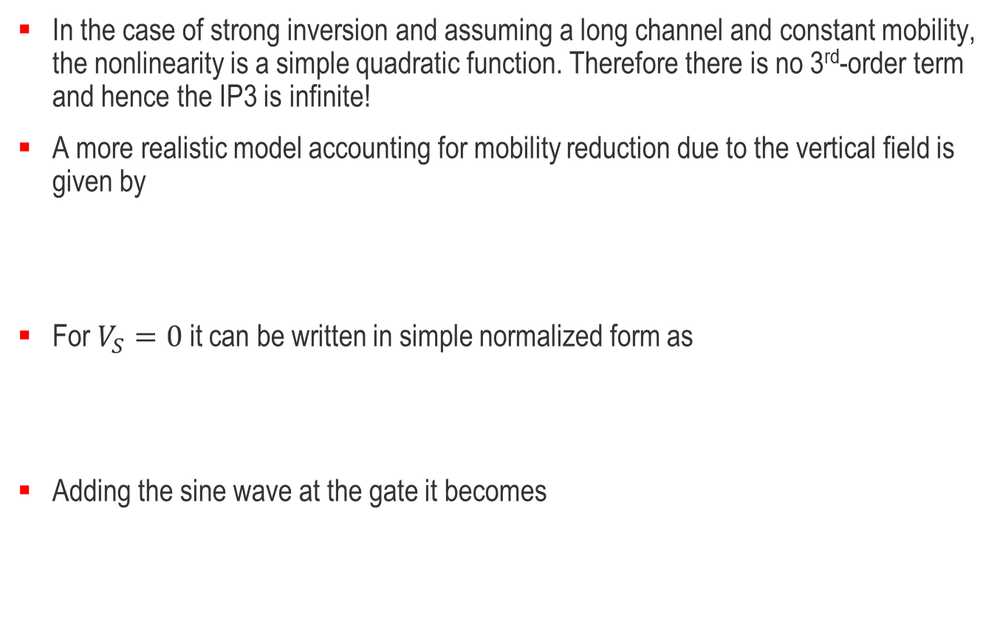 ▪ In the case of strong inversion and assuming a long channel and constant mobility,
the nonlinearity is a simple quadratic function. Therefore there is no 3rd-order term
and hence the IP3 is infinite!
▪ A more realistic model accounting for mobility reduction due to the vertical field is
given by
▪ For V_S = 0 it can be written in simple normalized form as
▪ Adding the sine wave at the gate it becomes